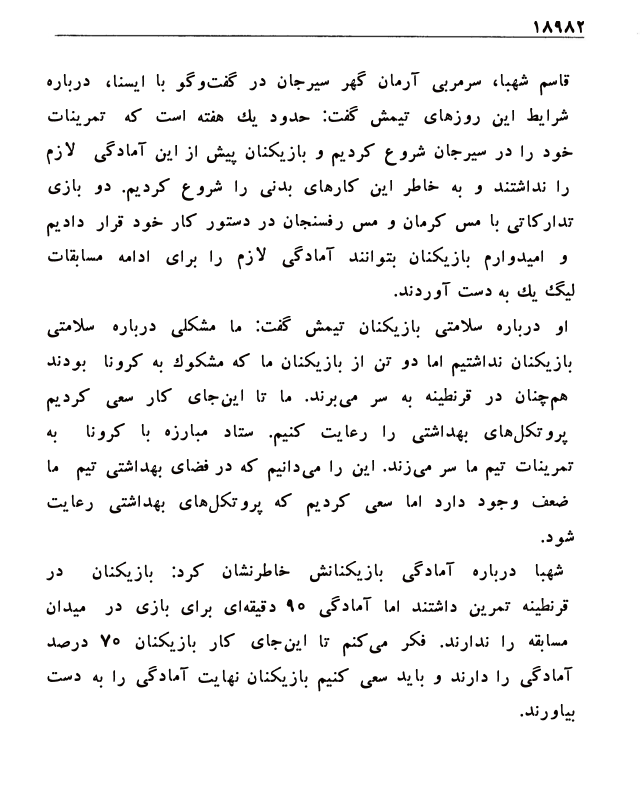 ۱۸۹۸۲
قاسم شهبا، سرمربی آرمان گهر سیرجان در گفت‌وگو با ایسنا، درباره
شرایط این روزهای تیمش گفت: حدود یك هفته است که تمرینات
خود را در سیرجان شروع کردیم و بازیکنان پیش از این آمادگی لازم
را نداشتند و به خاطر این کارهای بدنی را شروع کردیم. دو بازی
تدارکاتی با مس کرمان و مس رفسنجان در دستور کار خود قرار دادیم
و امیدوارم بازیکنان بتوانند آمادگی لازم را برای ادامه مسابقات
لیگ یك به دست آوردند.
او درباره سلامتی بازیکنان تیمش گفت: ما مشکلی درباره سلامتی
بازیکنان نداشتیم اما دو تن از بازیکنان ما که مشکوك به کرونا بودند
هم‌چنان در قرنطینه به سر می‌برند. ما تا این‌جای کار سعی کردیم
پروتکل‌های بهداشتی را رعایت کنیم. ستاد مبارزه با کرونا به
تمرینات تیم ما سر می‌زند. این را می‌دانیم که در فضای بهداشتی تیم ما
ضعف وجود دارد اما سعی کردیم که پروتکل‌های بهداشتی رعایت
شود.
شهبا درباره آمادگی بازیکنانش خاطرنشان کرد: بازیکنان در
قرنطینه تمرین داشتند اما آمادگی ۹۰ دقیقه‌ای برای بازی در میدان
مسابقه را ندارند. فکر می‌کنم تا این‌جای کار بازیکنان ۷۰ درصد
آمادگی را دارند و باید سعی کنیم بازیکنان نهایت آمادگی را به دست
بیاورند.